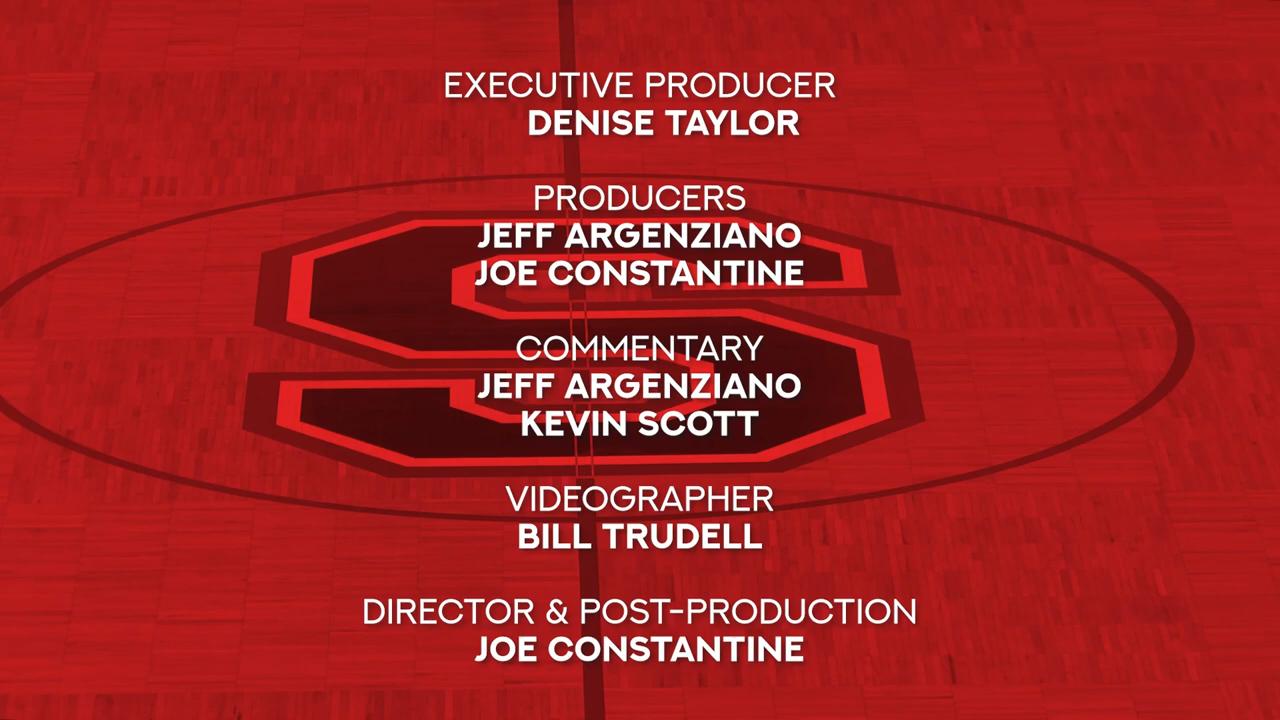 EXECUTIVE PRODUCER
DENISE TAYLOR
PRODUCERS
JEFF ARGENZIANO
JOE CONSTANTINE
COMMENTARY
JEFF ARGENZIANO
KEVIN SCOTT
VIDEOGRAPHER
BILL TRUDELL
DIRECTOR & POST-PRODUCTION
JOE CONSTANTINE